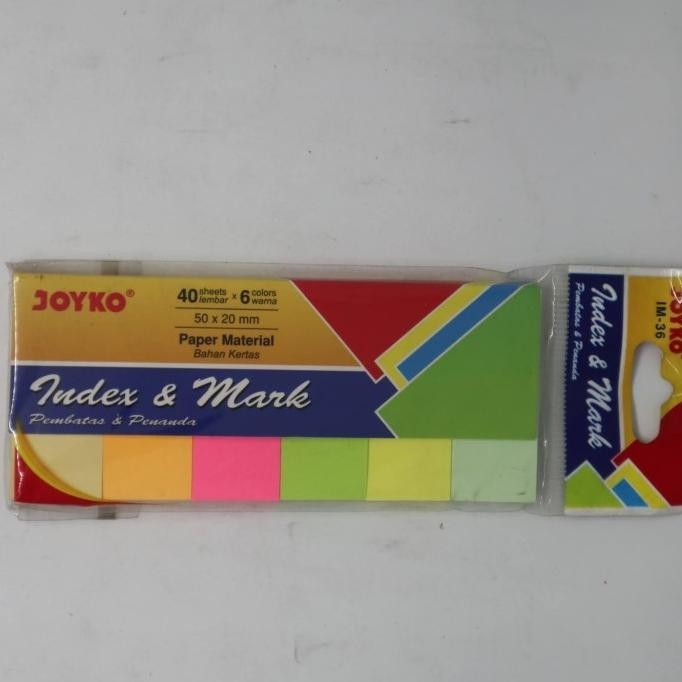 JOYKO®
40 sheets lembar x 6 colors warna
50 x 20 mm
Paper Material
Bahan Kertas
Index & Mark
Pembatas & Penanda
JOYKO
IM-36
Index & Mark
Pembatas & Penanda